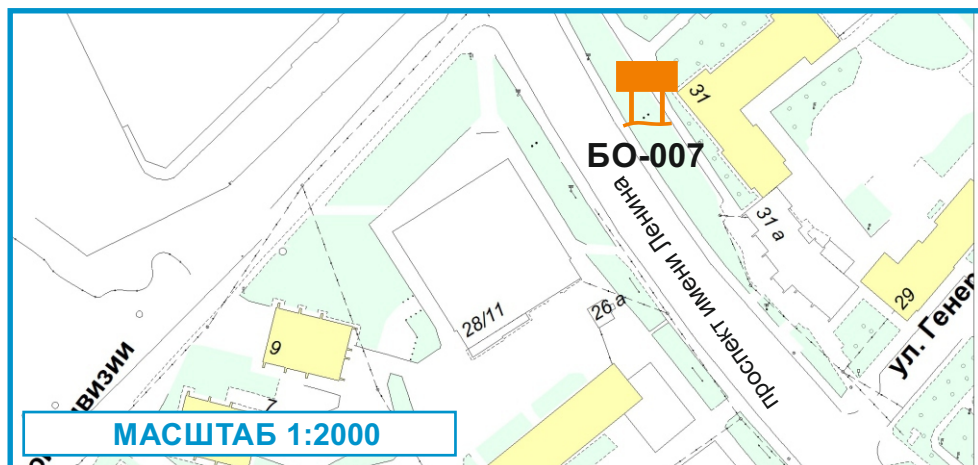 31
БО-007
проспект имени Ленина
31 а
29
ул. Генер
28/11
26 а
9
7
визии
МАСШТАБ 1:2000